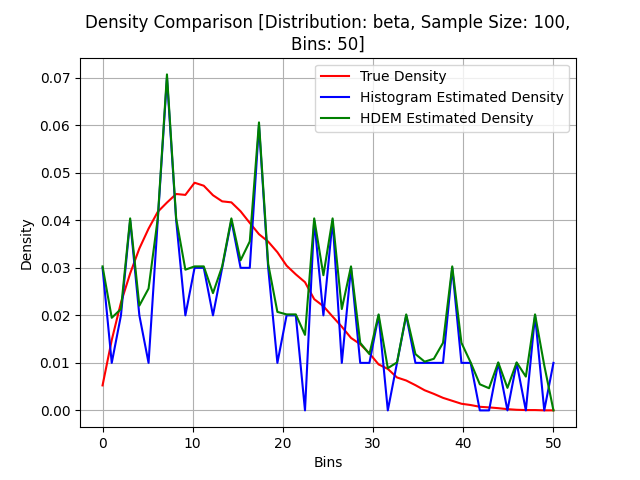 Density Comparison [Distribution: beta, Sample Size: 100,
Bins: 50]
True Density
Histogram Estimated Density
HDEM Estimated Density
Density
0.07
0.06
0.05
0.04
0.03
0.02
0.01
0.00
0 10 20 30 40 50
Bins